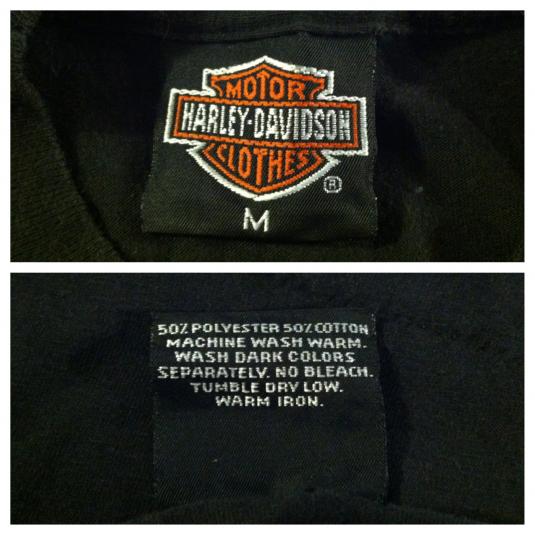 MOTOR
HARLEY-DAVIDSON
CLOTHES
®
M
50% POLYESTER 50% COTTON
MACHINE WASH WARM.
WASH DARK COLORS
SEPARATELY. NO BLEACH.
TUMBLE DRY LOW.
WARM IRON.